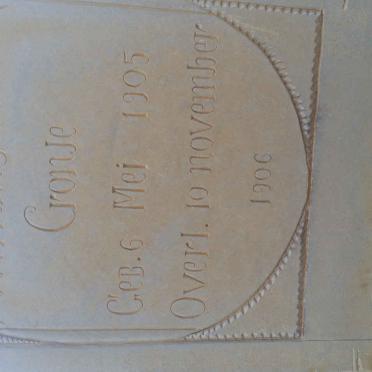 Cronje
Geb. 6 Mei 1905
Overl. 10 november
1906